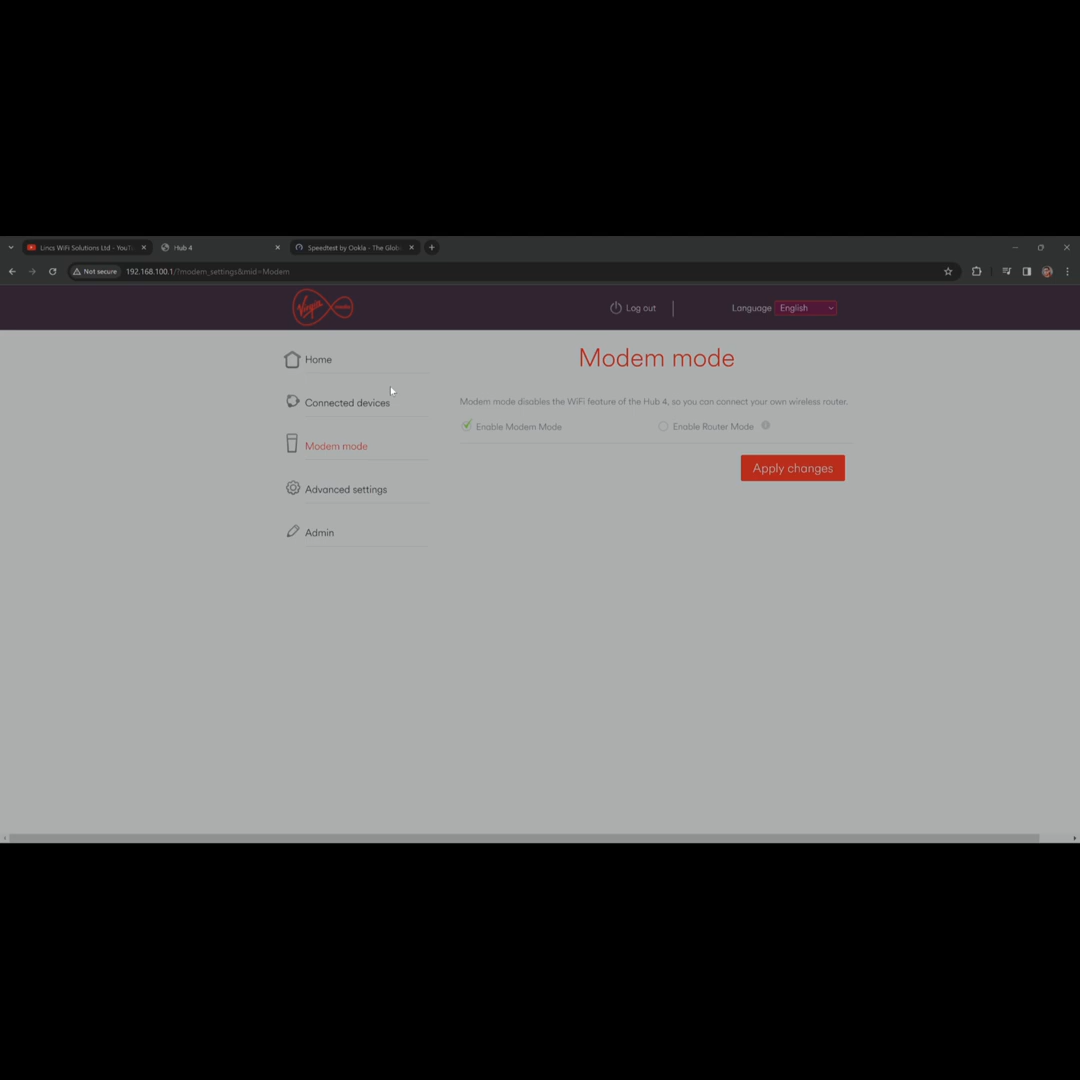 Lincs WiFi Solutions Ltd - YouT
Hub 4
Speedtest by Ookla - The Glob
Not secure
192.168.100.1/?modem_settings&mid=Modem
Virgin media
Log out
Language
English
Home
Connected devices
Modem mode
Advanced settings
Admin
Modem mode
Modem mode disables the WiFi feature of the Hub 4, so you can connect your own wireless router.
Enable Modem Mode
Enable Router Mode
Apply changes